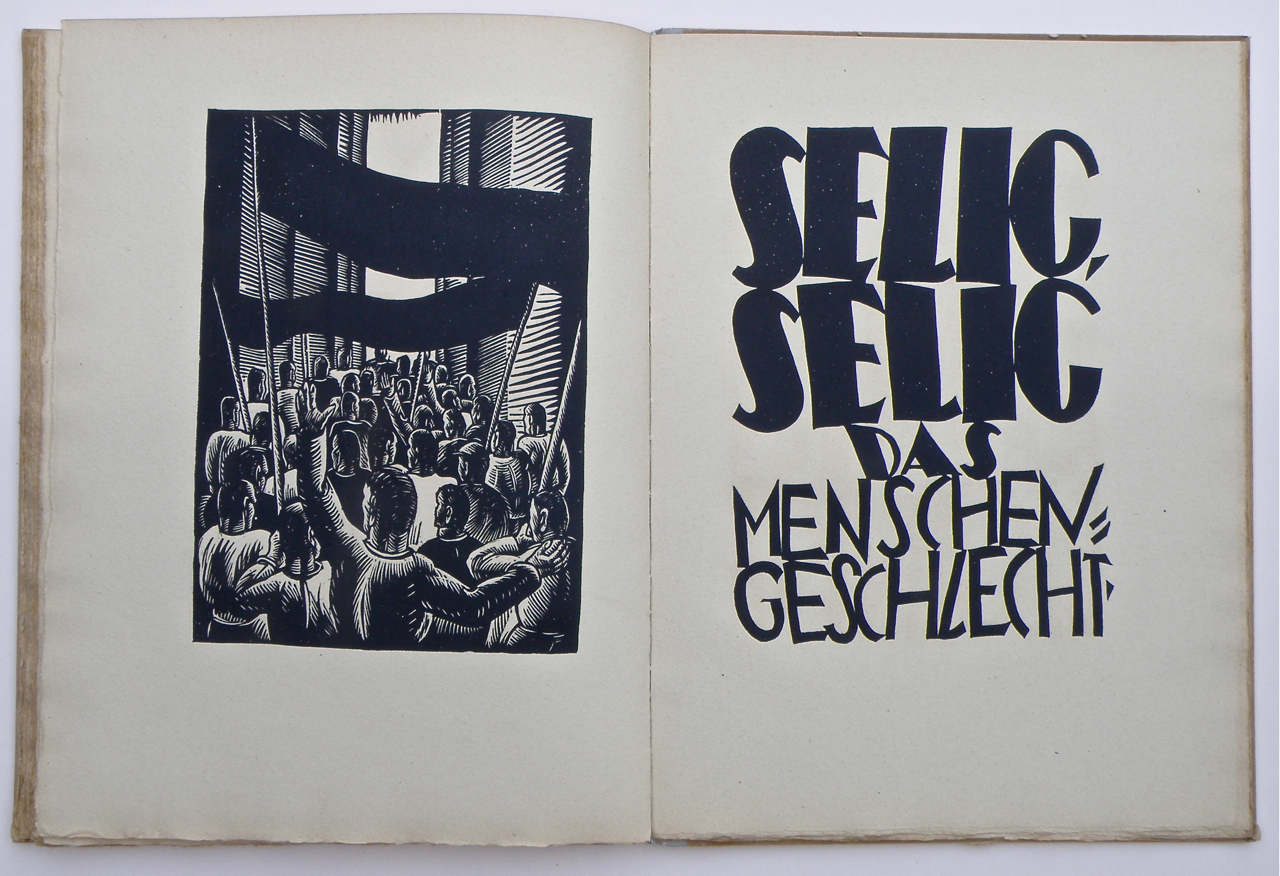 SELIG,
SELIG
DAS
MENSCHEN=
GESCHLECHT,